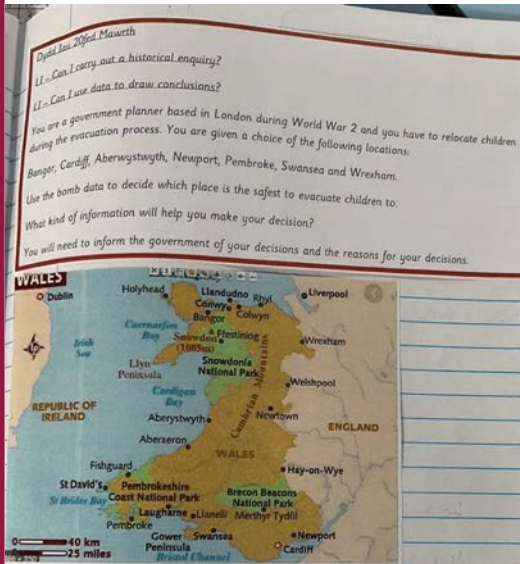 Dydd Iau 20fed Mawrth
LI – Can I carry out a historical enquiry?
LI – Can I use data to draw conclusions?
You are a government planner based in London during World War 2 and you have to relocate children
during the evacuation process. You are given a choice of the following locations:
Bangor, Cardiff, Aberwystwyth, Newport, Pembroke, Swansea and Wrexham.
Use the bomb data to decide which place is the safest to evacuate children to.
What kind of information will help you make your decision?
You will need to inform the government of your decisions and the reasons for your decisions.
WALES
Dublin
Holyhead
Llandudno
Rhyl
Liverpool
Conwy
Colwyn
Bangor
Caernarfon
Bay
Ffestiniog
Snowdon
(1085m)
Irish
Sea
Wrexham
Llyn
Peninsula
Snowdonia
National Park
Cambrian Mountains
Welshpool
Cardigan
Bay
REPUBLIC OF
IRELAND
Aberystwyth
Newtown
ENGLAND
Aberaeron
WALES
Fishguard
Hay-on-Wye
St David's
Pembrokeshire
Coast National Park
St Brides Bay
Brecon Beacons
National Park
Laugharne
Llanelli
Merthyr Tydfil
Pembroke
Gower
Peninsula
Swansea
Newport
Cardiff
Bristol Channel
0
40 km
25 miles